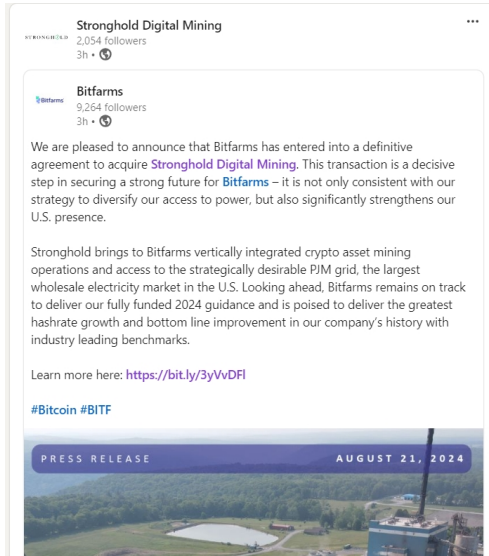 Stronghold Digital Mining
STRONGHOLD
2,054 followers
3h •
Bitfarms
Bitfarms
9,264 followers
3h •
We are pleased to announce that Bitfarms has entered into a definitive
agreement to acquire Stronghold Digital Mining. This transaction is a decisive
step in securing a strong future for Bitfarms – it is not only consistent with our
strategy to diversify our access to power, but also significantly strengthens our
U.S. presence.
Stronghold brings to Bitfarms vertically integrated crypto asset mining
operations and access to the strategically desirable PJM grid, the largest
wholesale electricity market in the U.S. Looking ahead, Bitfarms remains on track
to deliver our fully funded 2024 guidance and is poised to deliver the greatest
hashrate growth and bottom line improvement in our company's history with
industry leading benchmarks.
Learn more here: https://bit.ly/3yVvDFl
#Bitcoin #BITF
PRESS RELEASE AUGUST 21, 2024